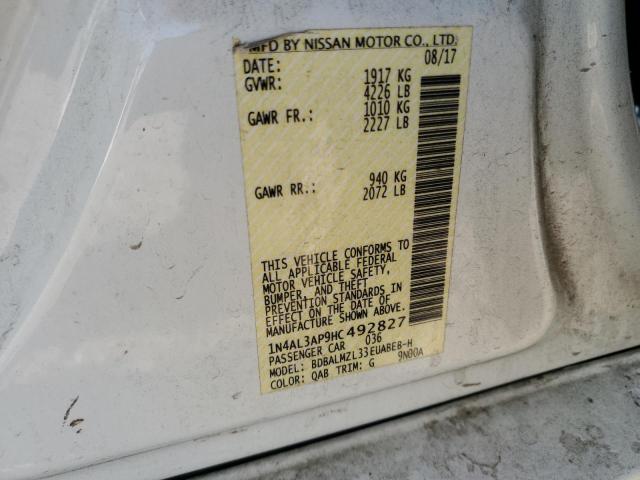 MFD BY NISSAN MOTOR CO., LTD.
DATE: 08/17
GVWR: 1917 KG
4226 LB
GAWR FR.: 1010 KG
2227 LB
GAWR RR.: 940 KG
2072 LB
THIS VEHICLE CONFORMS TO
ALL APPLICABLE FEDERAL
MOTOR VEHICLE SAFETY,
BUMPER, AND THEFT
PREVENTION STANDARDS IN
EFFECT ON THE DATE OF
MANUFACTURE SHOWN ABOVE.
1N4AL3AP9HC492827
PASSENGER CAR 036
MODEL: BDBALMZL33EUABEB-H
COLOR: QAB TRIM: G 9N00A